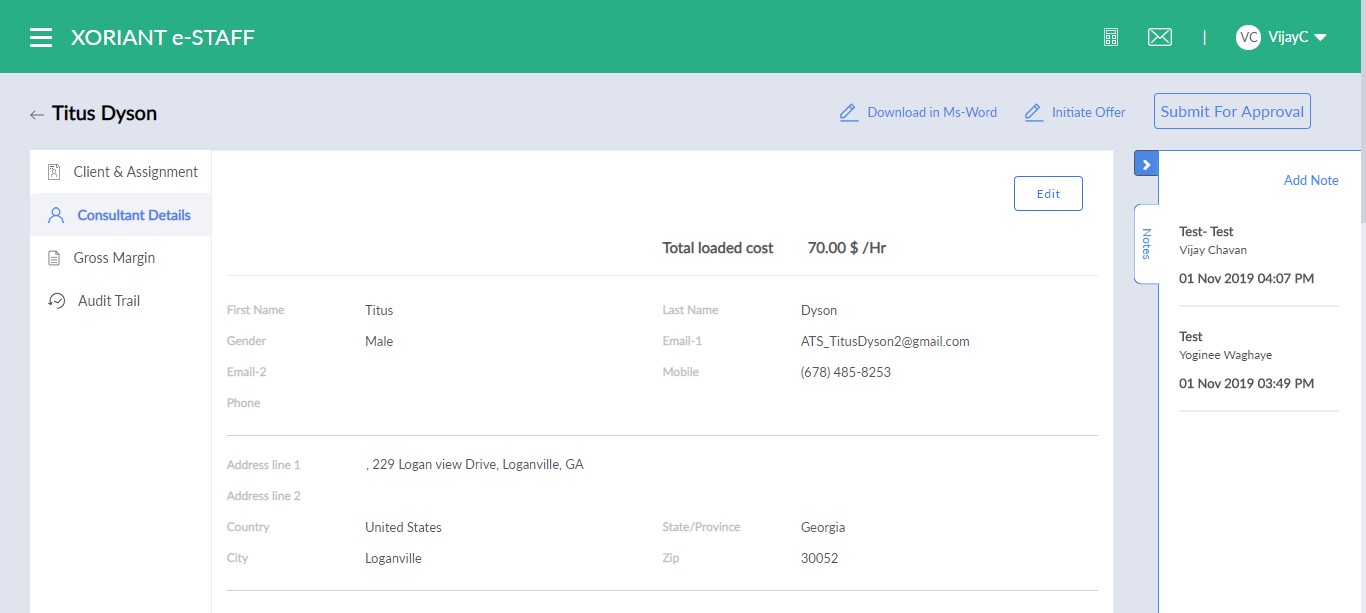 XORIANT e-STAFF
| VC VijayC
Titus Dyson
Download in Ms-Word Initiate Offer Submit For Approval
Client & Assignment
Consultant Details
Gross Margin
Audit Trail
Edit
Total loaded cost 70.00 $ /Hr
First Name Titus Last Name Dyson
Gender Male Email-1 ATS_TitusDyson2@gmail.com
Email-2 Mobile (678) 485-8253
Phone
Address line 1 , 229 Logan view Drive, Loganville, GA
Address line 2
Country United States State/Province Georgia
City Loganville Zip 30052
Notes
Add Note
Test- Test
Vijay Chavan
01 Nov 2019 04:07 PM
Test
Yoginee Waghaye
01 Nov 2019 03:49 PM